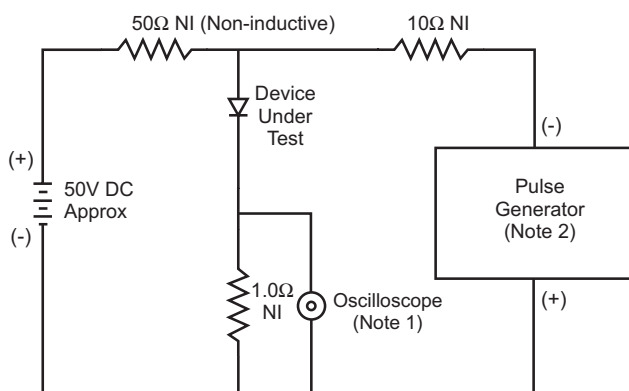 50Ω NI (Non-inductive)
10Ω NI
Device
Under
Test
(+)
50V DC
Approx
(-)
(-)
Pulse
Generator
(Note 2)
(+)
1.0Ω
NI
Oscilloscope
(Note 1)